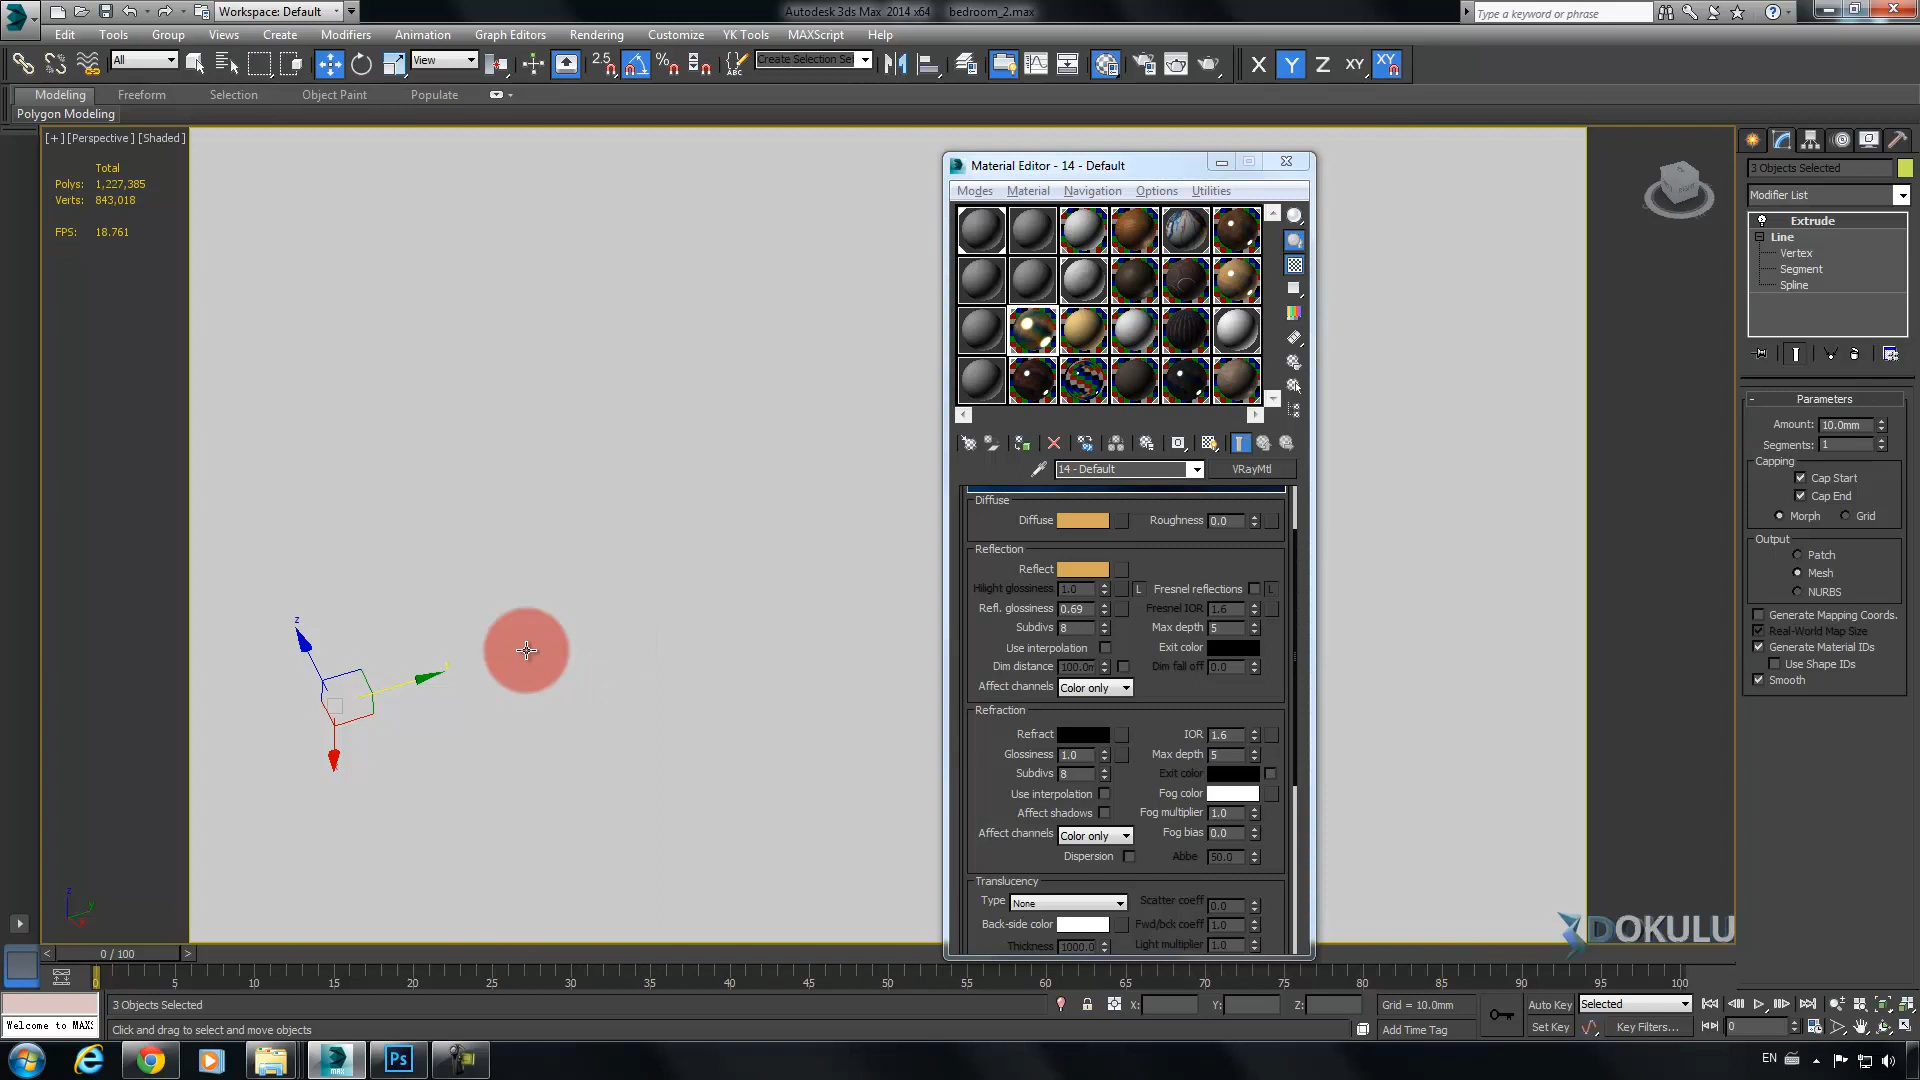 Workspace: Default
Autodesk 3ds Max 2014 x64    bedroom_2.max
Type a keyword or phrase
Edit Tools Group Views Create Modifiers Animation Graph Editors Rendering Customize YK Tools MAXScript Help
All View 2.5 Create Selection Se X Y Z XY XY
Modeling Freeform Selection Object Paint Populate
Polygon Modeling
[+][Perspective][Shaded]
Total
Polys: 1,227,385
Verts: 843,018
FPS: 18.761
z
Material Editor - 14 - Default
Modes Material Navigation Options Utilities
14 - Default VRayMtl
Diffuse
Diffuse Roughness 0.0
Reflection
Reflect
Hilight glossiness 1.0 L Fresnel reflections L
Refl. glossiness 0.69 Fresnel IOR 1.6
Subdivs 8 Max depth 5
Use interpolation Exit color
Dim distance 100.0m Dim fall off 0.0
Affect channels Color only
Refraction
Refract IOR 1.6
Glossiness 1.0 Max depth 5
Subdivs 8 Exit color
Use interpolation Fog color
Affect shadows Fog multiplier 1.0
Affect channels Color only Fog bias 0.0
Dispersion Abbe 50.0
Translucency
Type None Scatter coeff 0.0
Back-side color Fwd/bck coeff 1.0
Thickness 1000.0 Light multiplier 1.0
3 Objects Selected
Modifier List
Extrude
Line
Vertex
Segment
Spline
Parameters
Amount: 10.0mm
Segments: 1
Capping
Cap Start
Cap End
Morph Grid
Output
Patch
Mesh
NURBS
Generate Mapping Coords.
Real-World Map Size
Generate Material IDs
Use Shape IDs
Smooth
DOKULU
0 / 100
0 5 10 15 20 25 30 35 40 45 50 55 60 65 70 75 80 85 90 95 100
3 Objects Selected X: Y: Z: Grid = 10.0mm Auto Key Selected
Welcome to MAX Click and drag to select and move objects Add Time Tag Set Key Key Filters... 0
MAX Ps EN